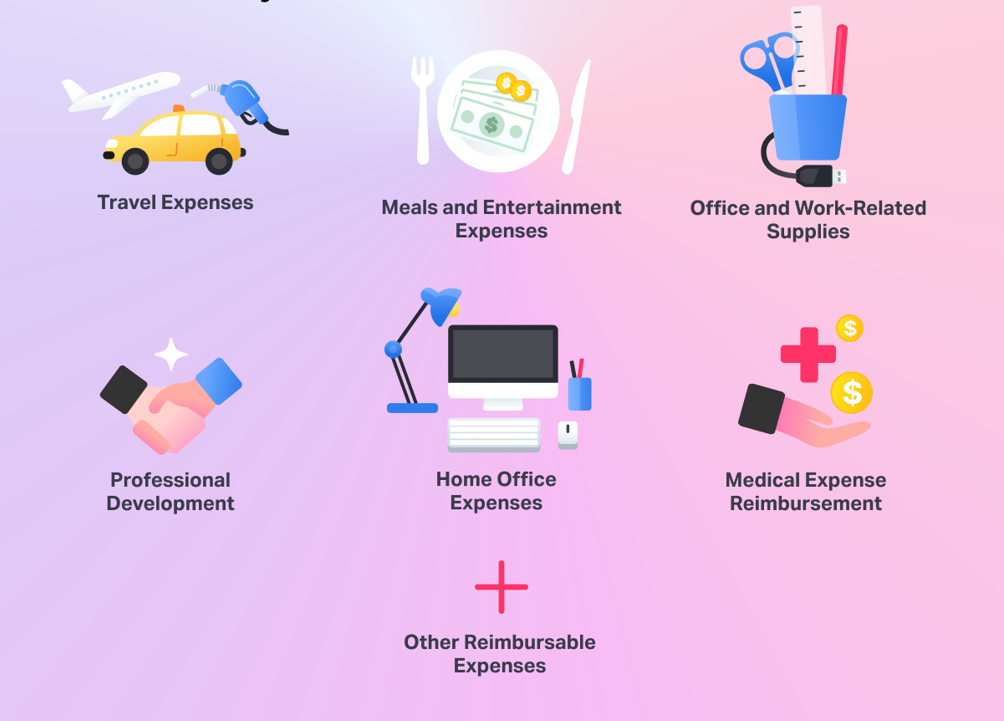 Travel Expenses
Meals and Entertainment
Expenses
Office and Work-Related
Supplies
Professional
Development
Home Office
Expenses
Medical Expense
Reimbursement
Other Reimbursable
Expenses